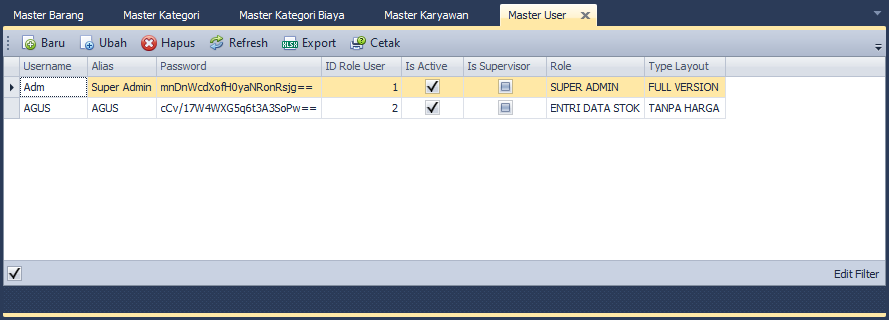 Master Barang Master Kategori Master Kategori Biaya Master Karyawan Master User
Baru Ubah Hapus Refresh XLSX Export Cetak
Username Alias Password ID Role User Is Active Is Supervisor Role Type Layout
Adm Super Admin mnDnWcdXofH0yaNRonRsjg== 1 SUPER ADMIN FULL VERSION
AGUS AGUS cCv/17W4WXG5q6t3A3SoPw== 2 ENTRI DATA STOK TANPA HARGA
Edit Filter